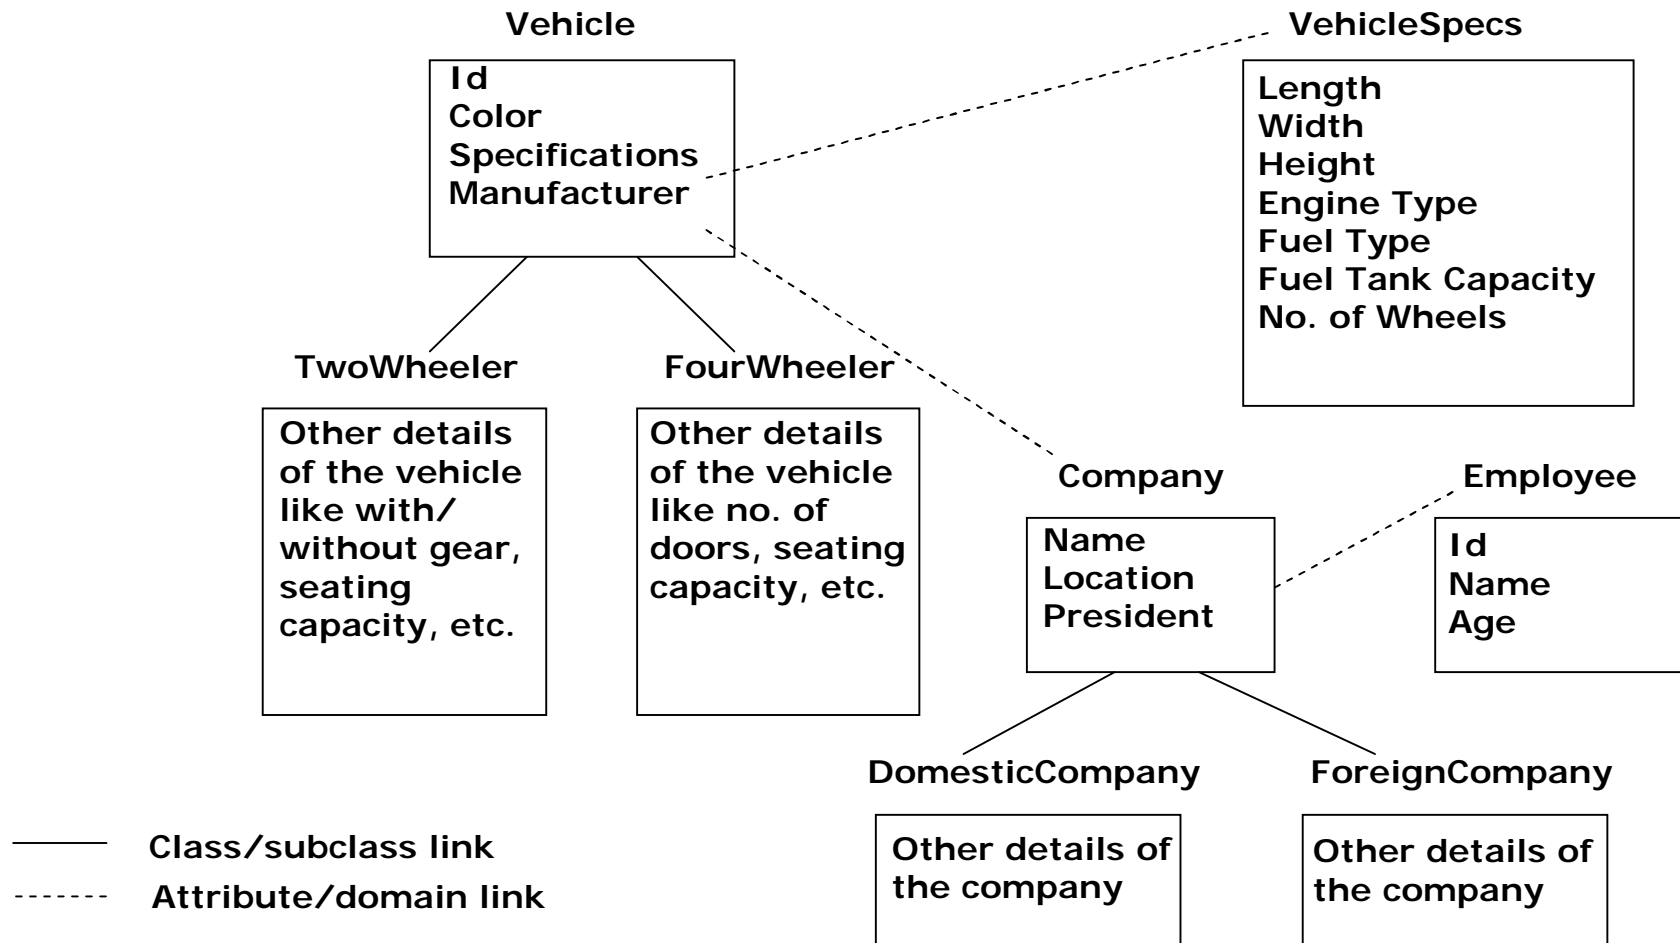 Vehicle
Id
Color
Specifications
Manufacturer
VehicleSpecs
Length
Width
Height
Engine Type
Fuel Type
Fuel Tank Capacity
No. of Wheels
TwoWheeler
Other details
of the vehicle
like with/
without gear,
seating
capacity, etc.
FourWheeler
Other details
of the vehicle
like no. of
doors, seating
capacity, etc.
Company
Name
Location
President
Employee
Id
Name
Age
DomesticCompany
Other details of
the company
ForeignCompany
Other details of
the company
Class/subclass link
Attribute/domain link